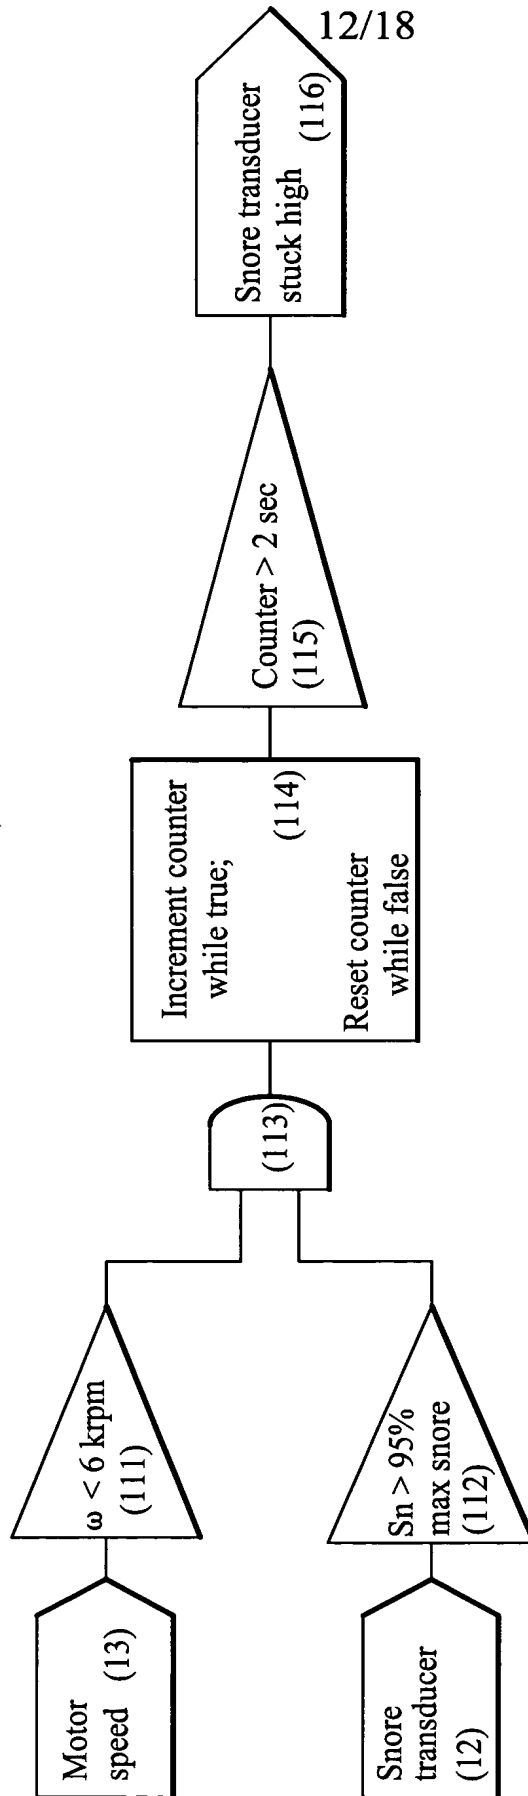 12/18
Motor
speed (13)
ω < 6 krpm
(111)
Snore
transducer
(12)
Sn > 95%
max snore
(112)
(113)
Increment counter
while true;
(114)
Reset counter
while false
Counter > 2 sec
(115)
Snore transducer
stuck high
(116)